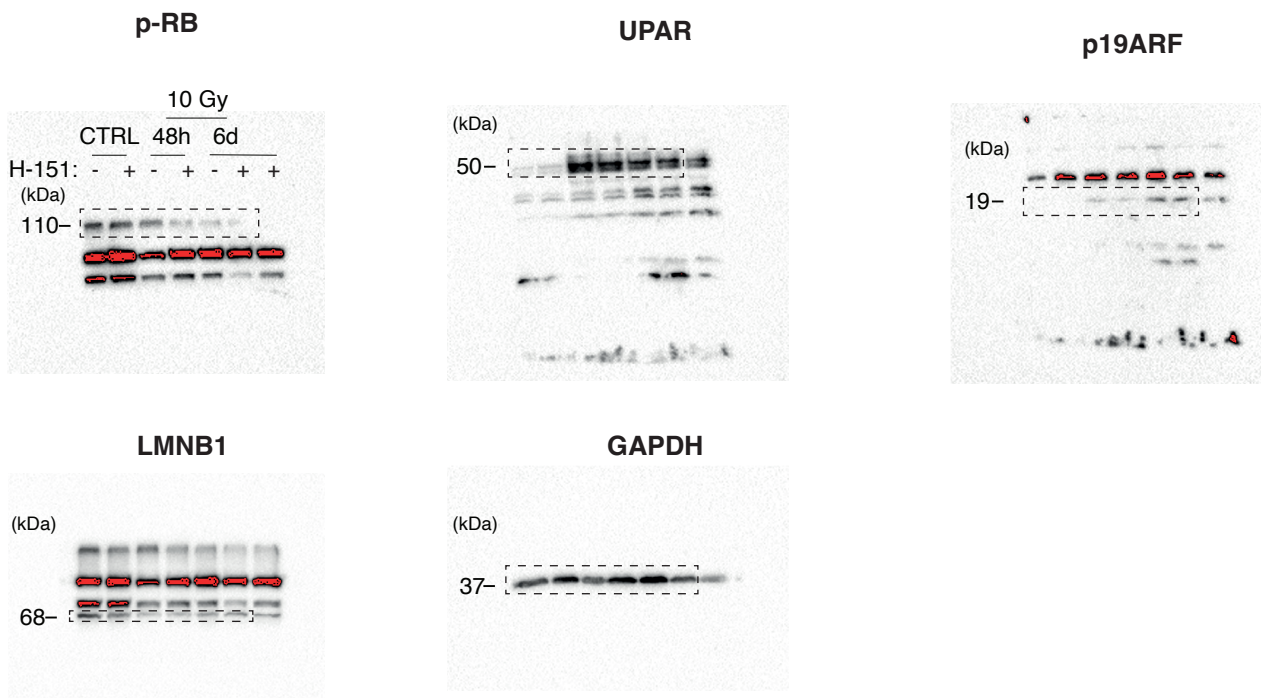 p-RB
10 Gy
CTRL 48h 6d
H-151: - + - + - + +
(kDa)
110–
UPAR
(kDa)
50–
p19ARF
(kDa)
19–
LMNB1
(kDa)
68–
GAPDH
(kDa)
37–